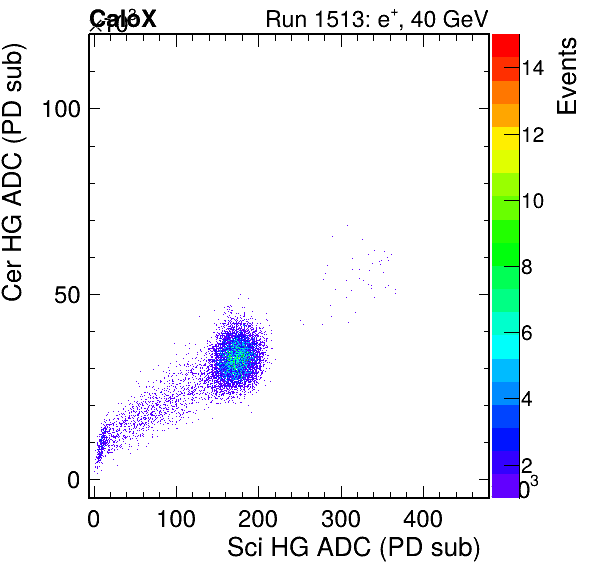 CaloX
×10³
Run 1513: e⁺, 40 GeV
Cer HG ADC (PD sub)
100
50
0
0 100 200 300 400
Sci HG ADC (PD sub)
Events
14
12
10
8
6
4
2
0